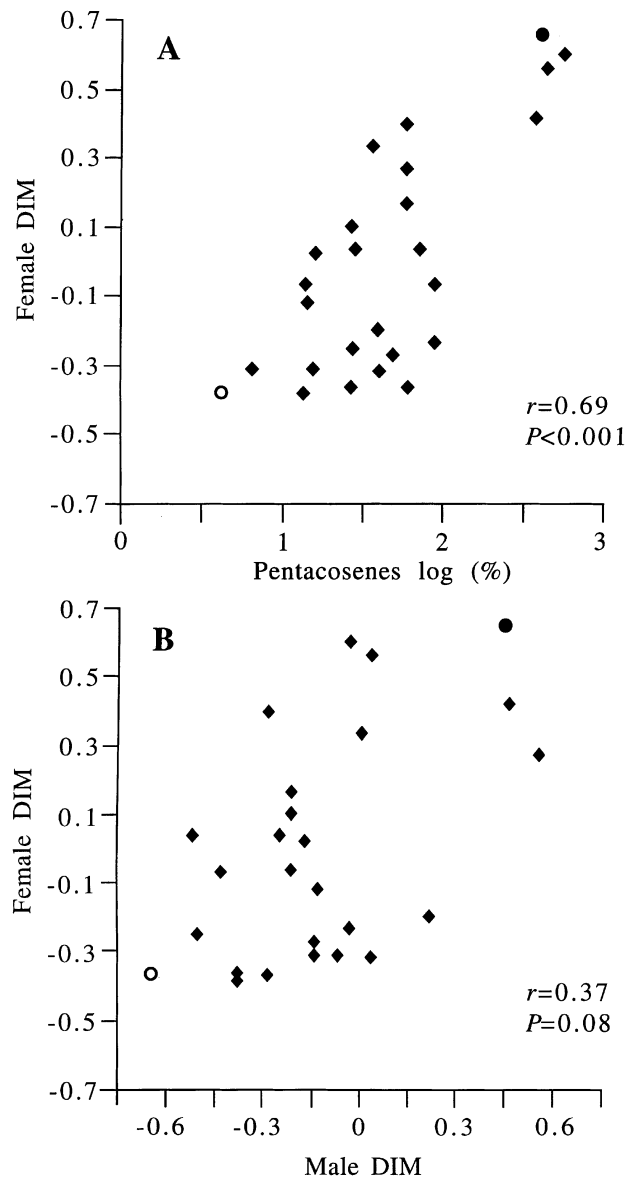 A
0.7
0.5
0.3
0.1
-0.1
-0.3
-0.5
-0.7
Female DIM
r=0.69
P<0.001
0 1 2 3
Pentacosenes log (%)
B
0.7
0.5
0.3
0.1
-0.1
-0.3
-0.5
-0.7
Female DIM
r=0.37
P=0.08
-0.6 -0.3 0 0.3 0.6
Male DIM